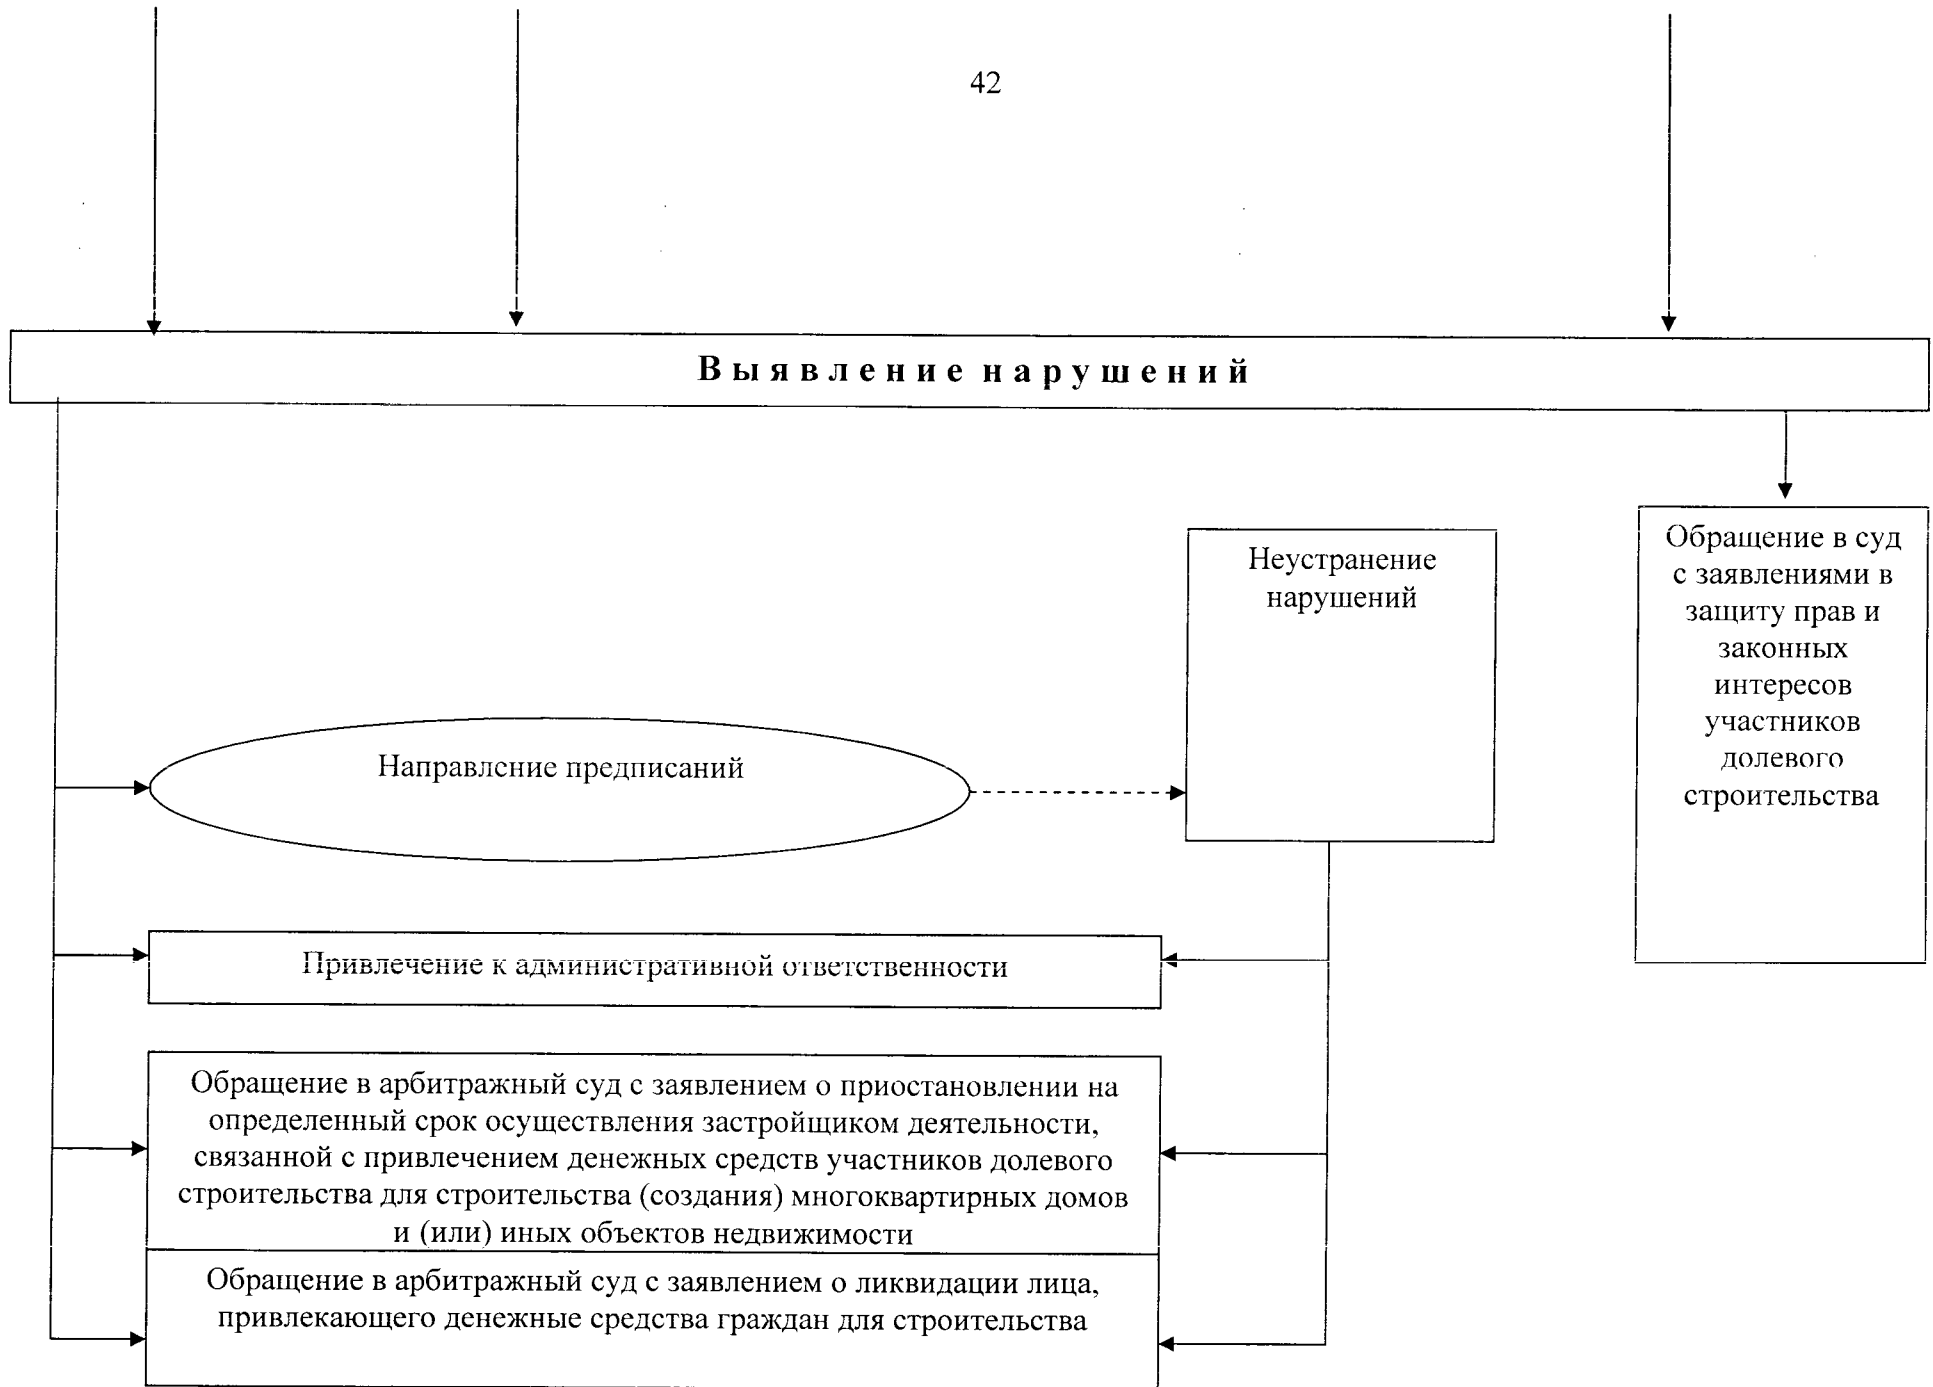 42
Выявление нарушений
Неустранение
нарушений
Обращение в суд
с заявлениями в
защиту прав и
законных
интересов
участников
долевого
строительства
Направление предписаний
Привлечение к административной ответственности
Обращение в арбитражный суд с заявлением о приостановлении на
определенный срок осуществления застройщиком деятельности,
связанной с привлечением денежных средств участников долевого
строительства для строительства (создания) многоквартирных домов
и (или) иных объектов недвижимости
Обращение в арбитражный суд с заявлением о ликвидации лица,
привлекающего денежные средства граждан для строительства